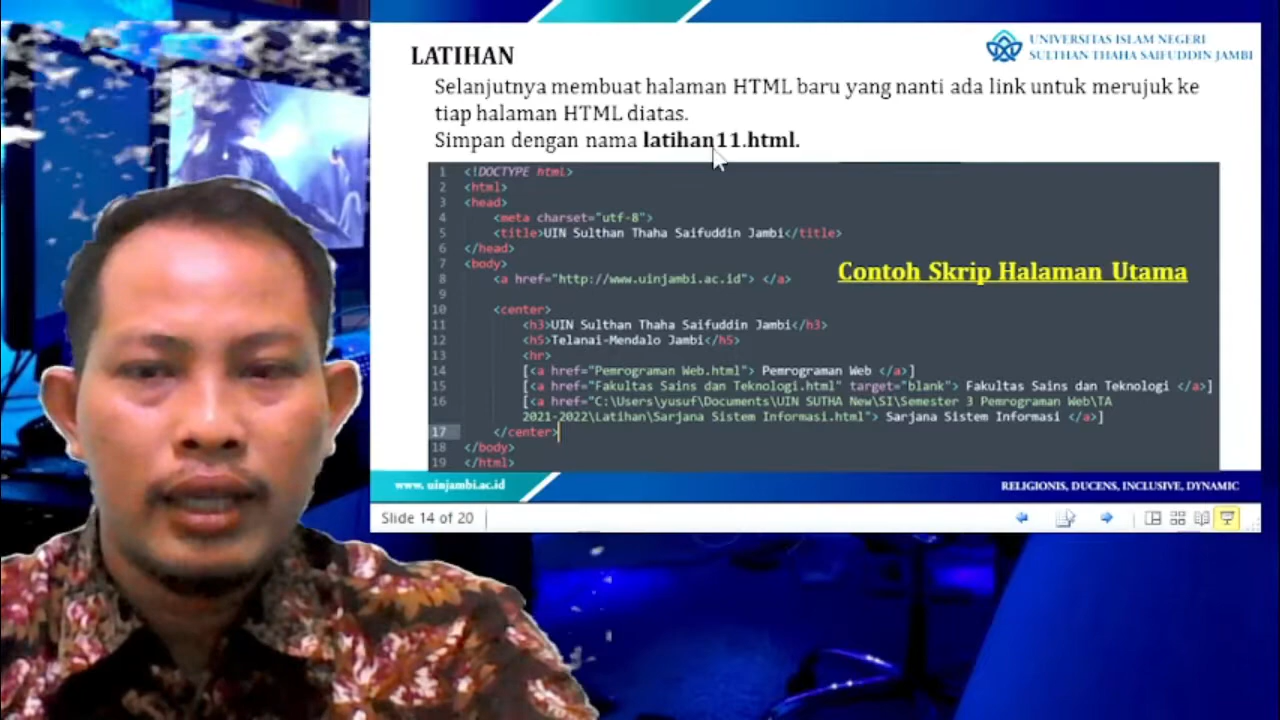 UNIVERSITAS ISLAM NEGERI
SULTHAN THAHA SAIFUDDIN JAMBI
LATIHAN
Selanjutnya membuat halaman HTML baru yang nanti ada link untuk merujuk ke
tiap halaman HTML diatas.
Simpan dengan nama latihan11.html.
1 <!DOCTYPE html>
2 <html>
3 <head>
4 <meta charset="utf-8">
5 <title>UIN Sulthan Thaha Saifuddin Jambi</title>
6 </head>
7 <body>
8 <a href="http://www.uinjambi.ac.id"> </a>
Contoh Skrip Halaman Utama
9
10 <center>
11 <h3>UIN Sulthan Thaha Saifuddin Jambi</h3>
12 <h5>Telanai-Mendalo Jambi</h5>
13 <hr>
14 [<a href="Pemrograman Web.html"> Pemrograman Web </a>]
15 [<a href="Fakultas Sains dan Teknologi.html" target="blank"> Fakultas Sains dan Teknologi </a>]
16 [<a href="C:\Users\yusuf\Documents\UIN SUTHA New\SI\Semester 3 Pemrograman Web\TA
2021-2022\Latihan\Sarjana Sistem Informasi.html"> Sarjana Sistem Informasi </a>]
17 </center>
18 </body>
19 </html>
www. uinjambi.ac.id
RELIGIONIS, DUCENS, INCLUSIVE, DYNAMIC
Slide 14 of 20